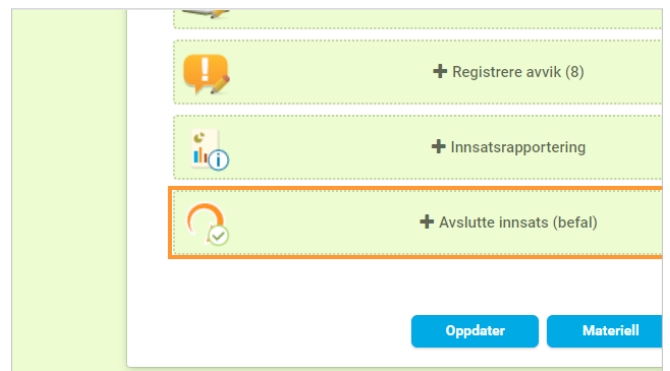 + Registrere avvik (8)
+ Innsatsrapportering
+ Avslutte innsats (befal)
Oppdater
Materiell